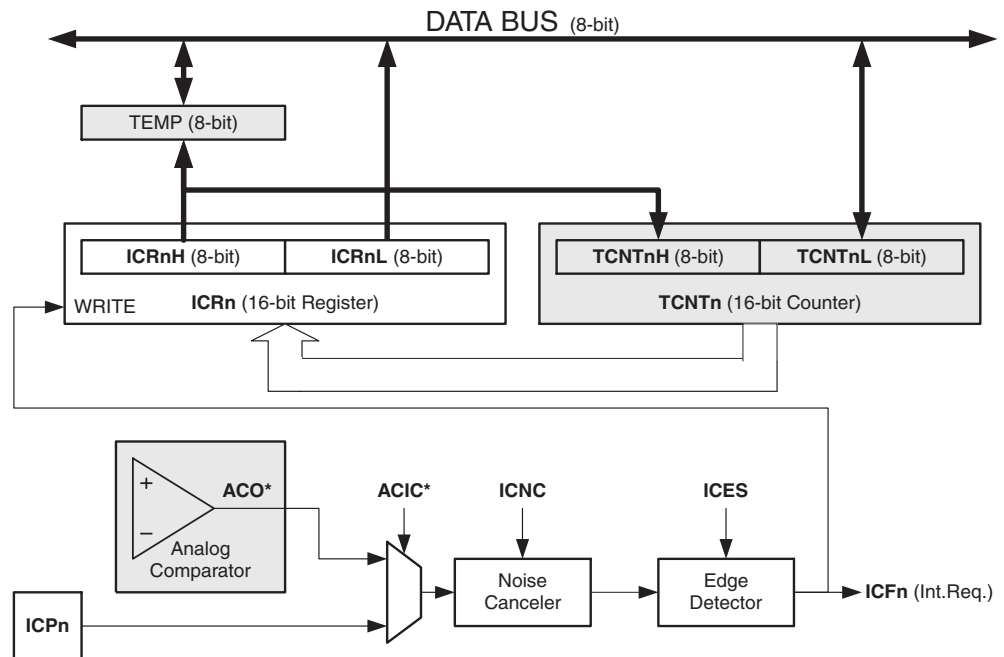 DATA BUS (8-bit)
TEMP (8-bit)
ICRnH (8-bit)
ICRnL (8-bit)
TCNTnH (8-bit)
TCNTnL (8-bit)
WRITE
ICRn (16-bit Register)
TCNTn (16-bit Counter)
+
−
ACO*
Analog
Comparator
ACIC*
ICNC
ICES
Noise
Canceler
Edge
Detector
ICFn (Int.Req.)
ICPn